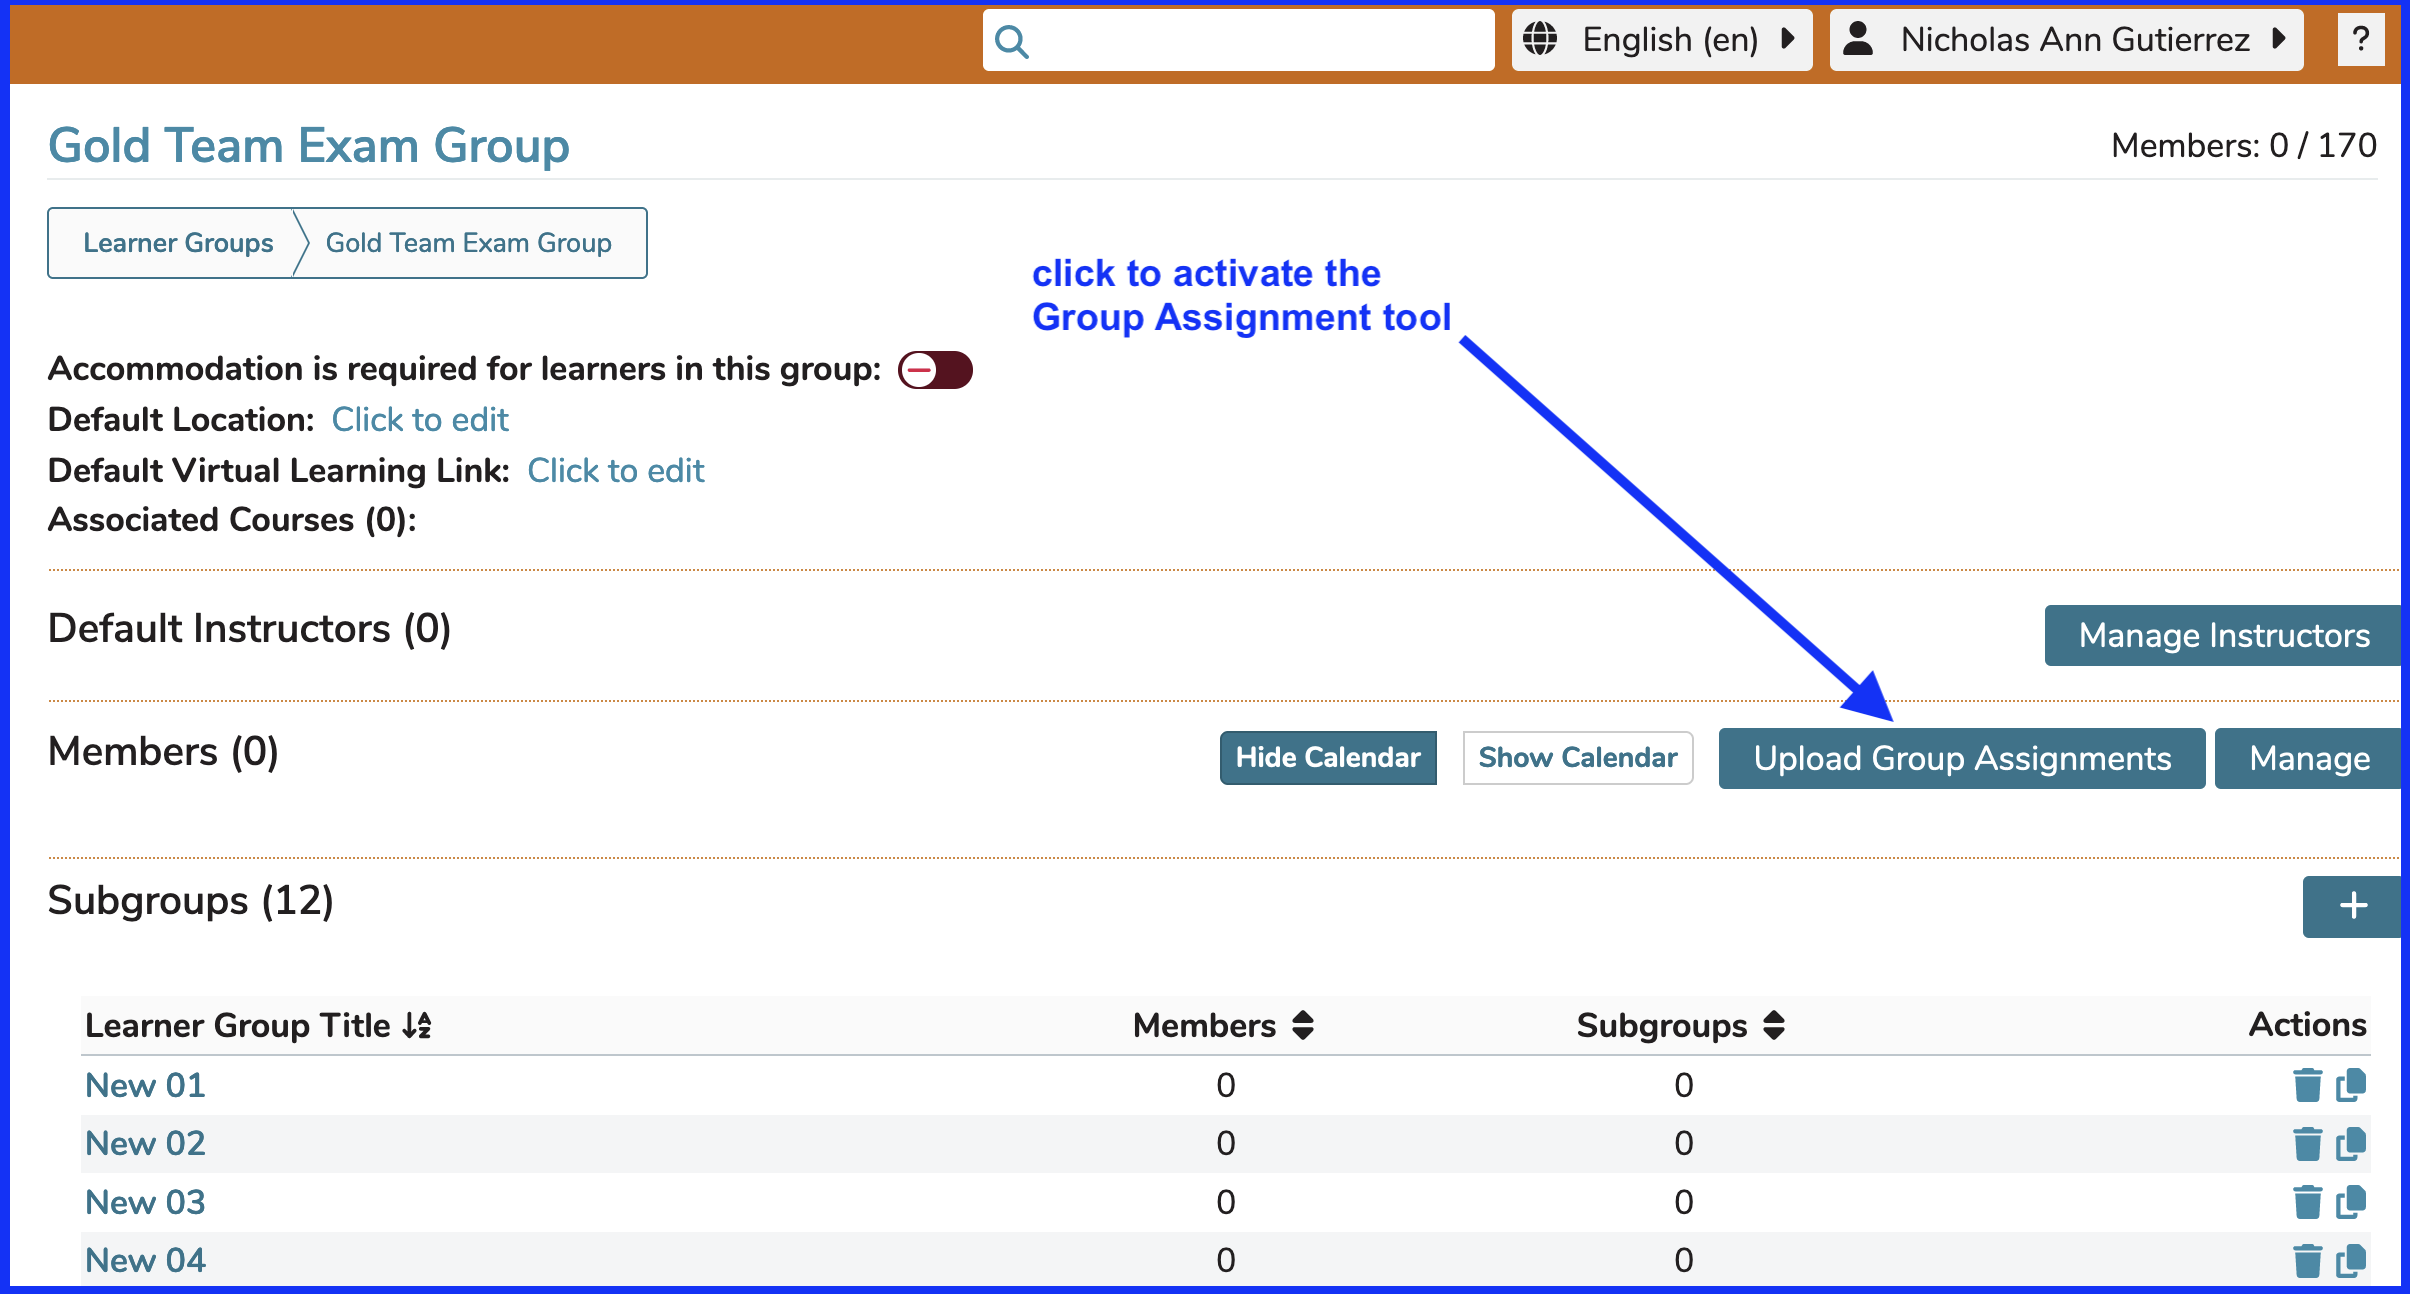 English (en)
Nicholas Ann Gutierrez
?
Gold Team Exam Group
Members: 0 / 170
Learner Groups
Gold Team Exam Group
click to activate the
Group Assignment tool
Accommodation is required for learners in this group:
Default Location: Click to edit
Default Virtual Learning Link: Click to edit
Associated Courses (0):
Default Instructors (0)
Manage Instructors
Members (0)
Hide Calendar
Show Calendar
Upload Group Assignments
Manage
Subgroups (12)
+
Learner Group Title Members Subgroups Actions
New 01 0 0
New 02 0 0
New 03 0 0
New 04 0 0